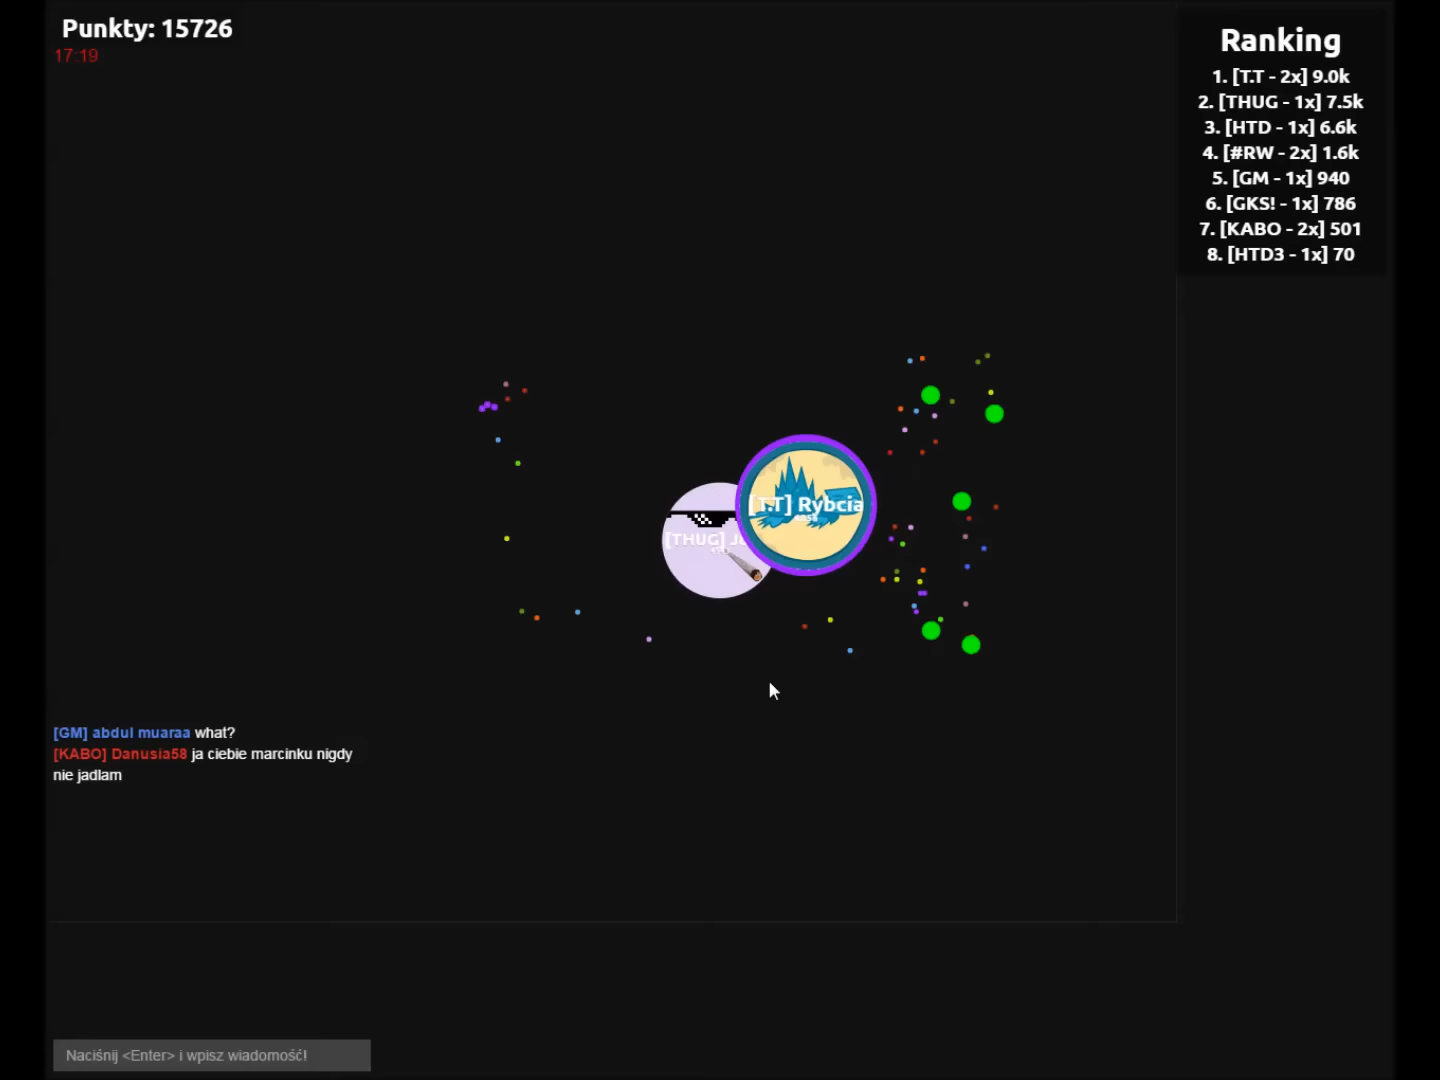 Punkty: 15726
17:19
Ranking
1. [T.T - 2x] 9.0k
2. [THUG - 1x] 7.5k
3. [HTD - 1x] 6.6k
4. [#RW - 2x] 1.6k
5. [GM - 1x] 940
6. [GKS! - 1x] 786
7. [KABO - 2x] 501
8. [HTD3 - 1x] 70
[T.T] Rybcia
[THUG]
[GM] abdul muaraa what?
[KABO] Danusia58 ja ciebie marcinku nigdy
nie jadlam
Naciśnij <Enter> i wpisz wiadomość!